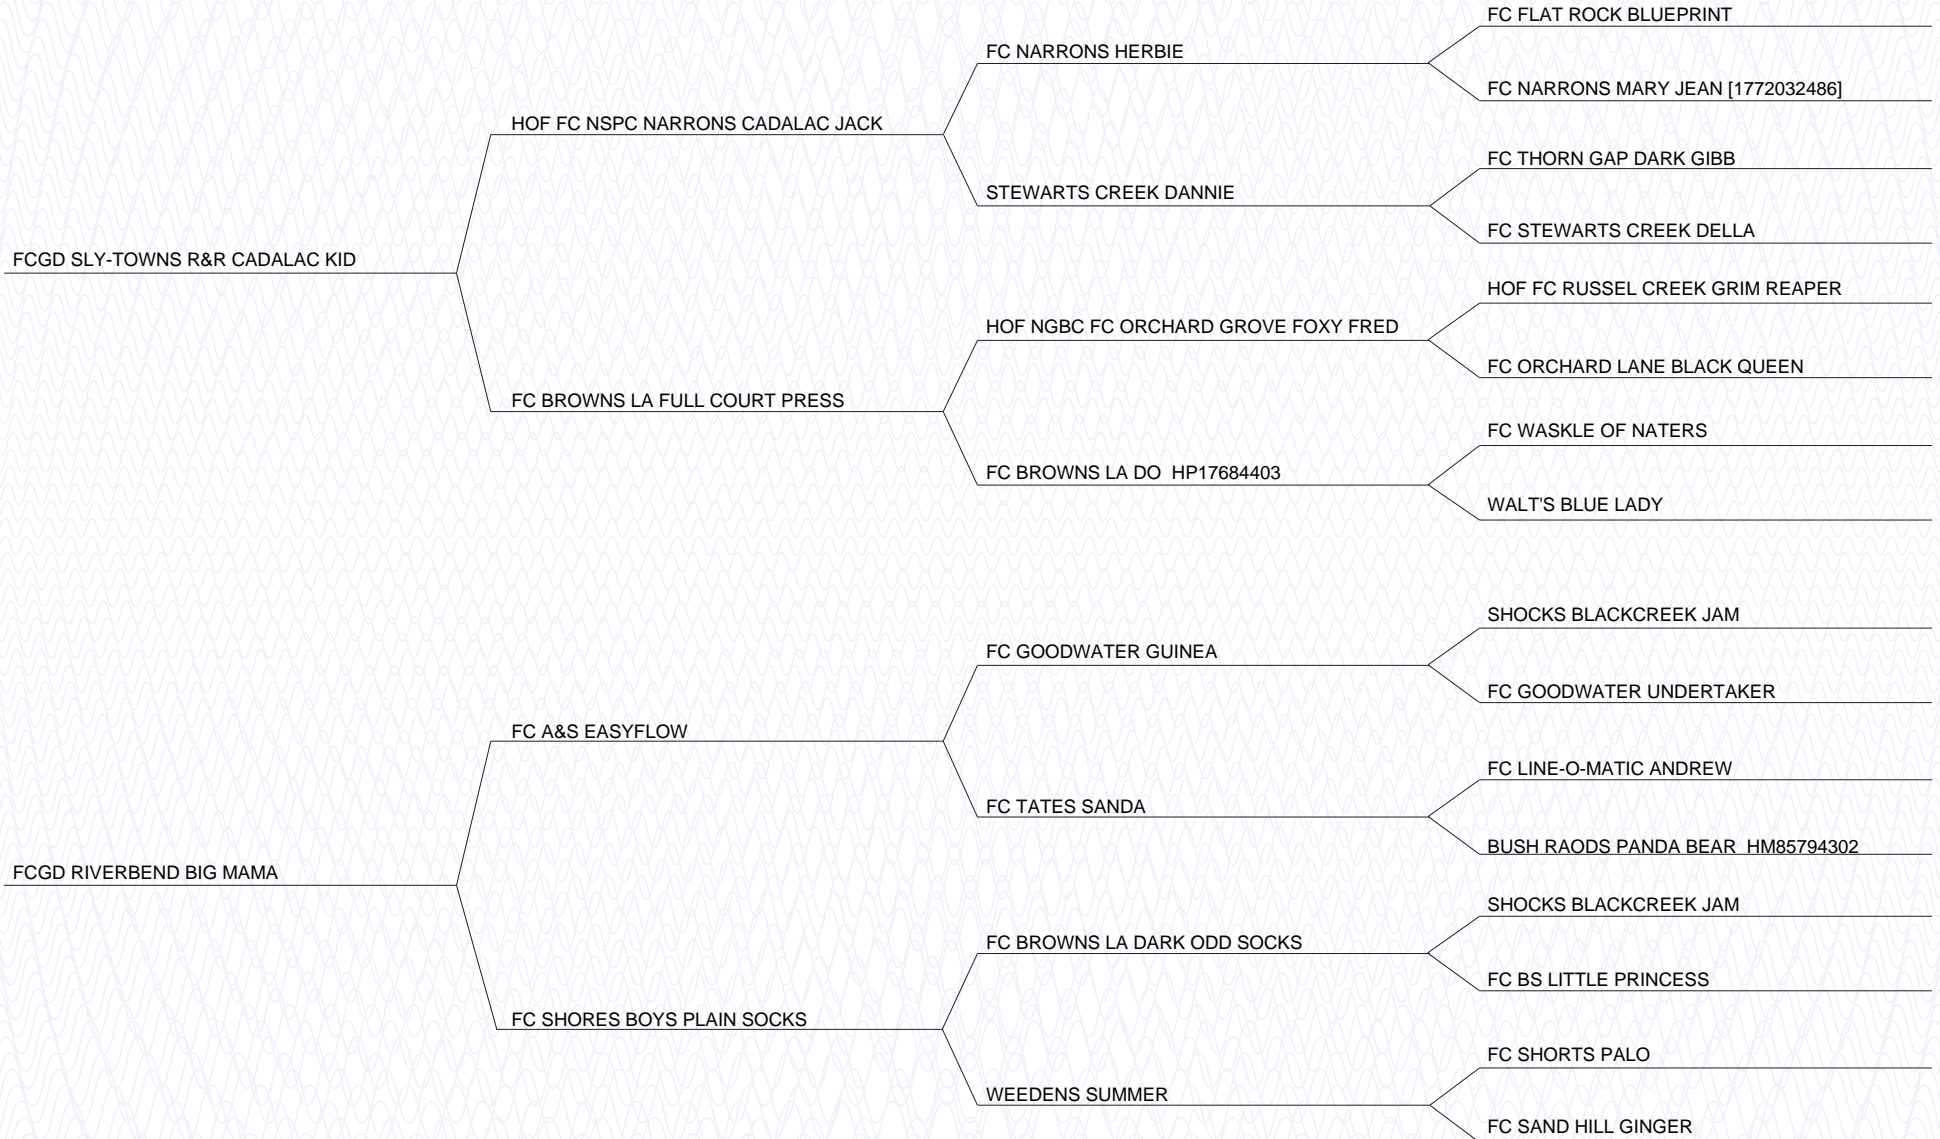 FC FLAT ROCK BLUEPRINT
FC NARRONS HERBIE
FC NARRONS MARY JEAN [1772032486]
HOF FC NSPC NARRONS CADALAC JACK
FC THORN GAP DARK GIBB
STEWARTS CREEK DANNIE
FC STEWARTS CREEK DELLA
FCGD SLY-TOWNS R&R CADALAC KID
HOF FC RUSSEL CREEK GRIM REAPER
HOF NGBC FC ORCHARD GROVE FOXY FRED
FC ORCHARD LANE BLACK QUEEN
FC BROWNS LA FULL COURT PRESS
FC WASKLE OF NATERS
FC BROWNS LA DO  HP17684403
WALT'S BLUE LADY
SHOCKS BLACKCREEK JAM
FC GOODWATER GUINEA
FC GOODWATER UNDERTAKER
FC A&S EASYFLOW
FC LINE-O-MATIC ANDREW
FC TATES SANDA
BUSH RAODS PANDA BEAR  HM85794302
FCGD RIVERBEND BIG MAMA
SHOCKS BLACKCREEK JAM
FC BROWNS LA DARK ODD SOCKS
FC BS LITTLE PRINCESS
FC SHORES BOYS PLAIN SOCKS
FC SHORTS PALO
WEEDENS SUMMER
FC SAND HILL GINGER